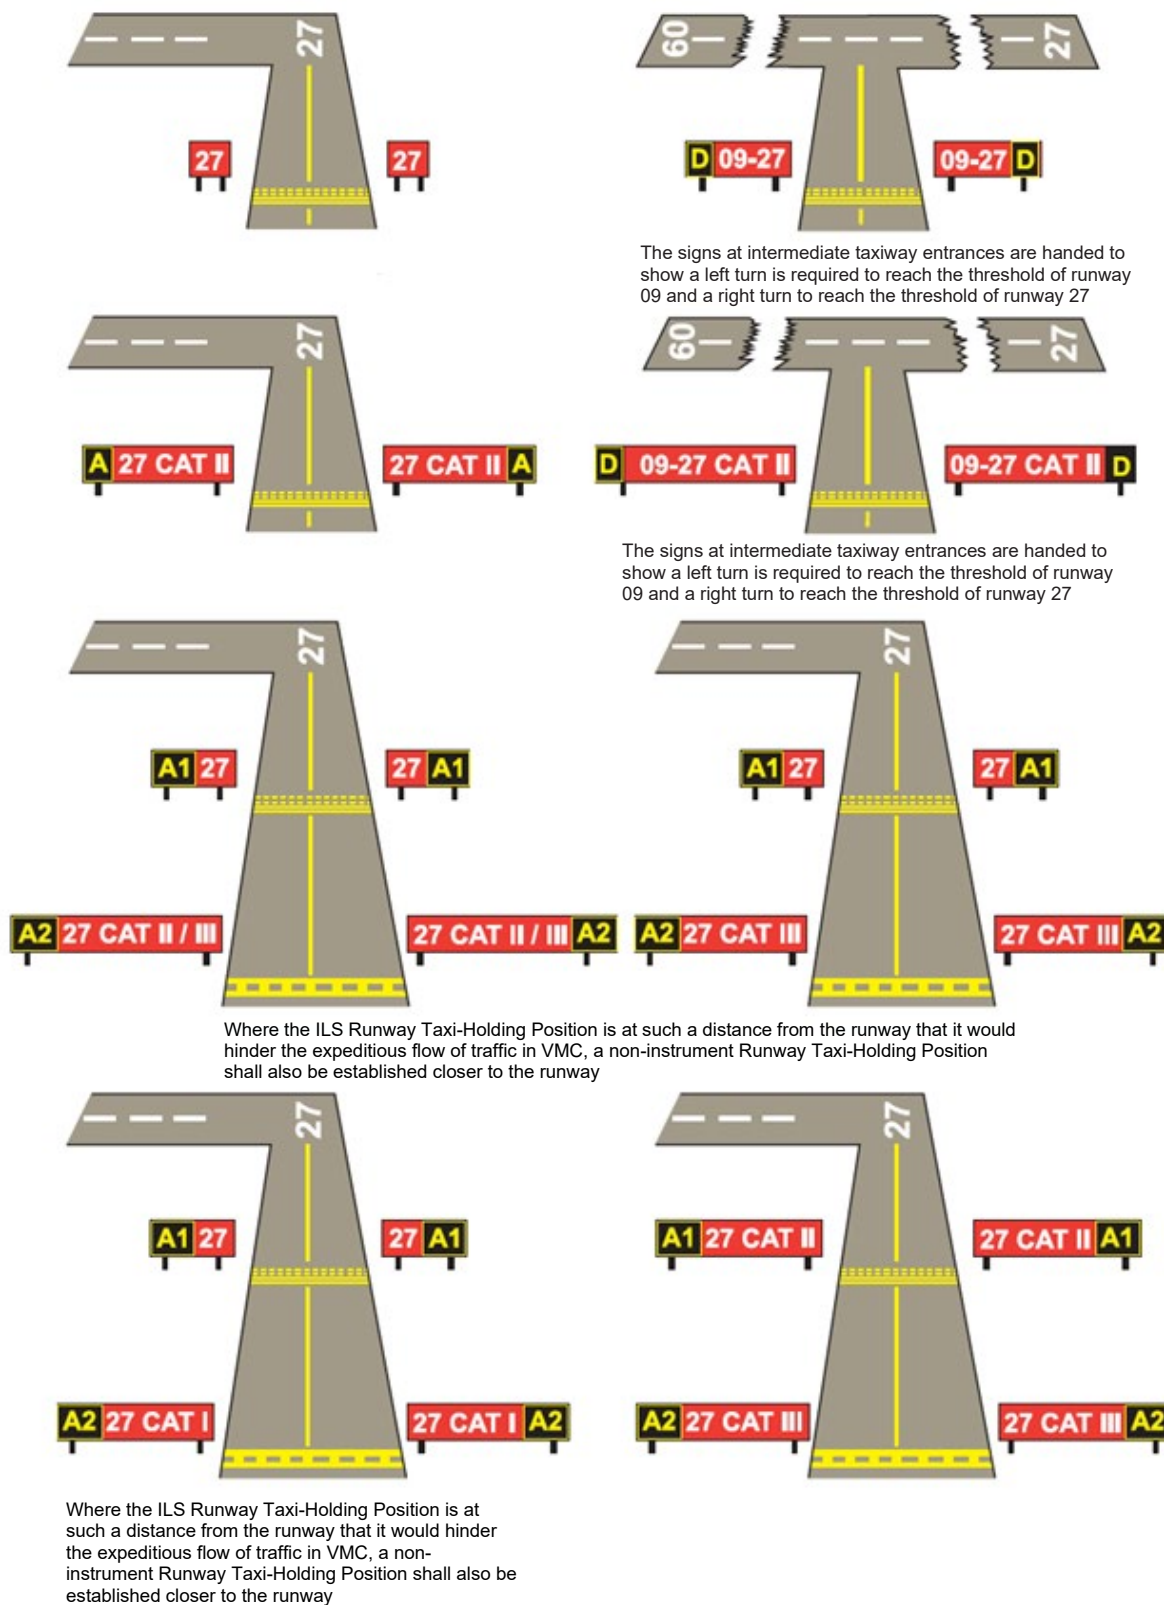 27
09
27
27
27
D 09-27
09-27 D
The signs at intermediate taxiway entrances are handed to
show a left turn is required to reach the threshold of runway
09 and a right turn to reach the threshold of runway 27
27
09
27
A 27 CAT II
27 CAT II A
D 09-27 CAT II
09-27 CAT II D
The signs at intermediate taxiway entrances are handed to
show a left turn is required to reach the threshold of runway
09 and a right turn to reach the threshold of runway 27
27
27
A1 27
27 A1
A1 27
27 A1
A2 27 CAT II / III
27 CAT II / III A2
A2 27 CAT III
27 CAT III A2
Where the ILS Runway Taxi-Holding Position is at such a distance from the runway that it would
hinder the expeditious flow of traffic in VMC, a non-instrument Runway Taxi-Holding Position
shall also be established closer to the runway
27
27
A1 27
27 A1
A1 27 CAT II
27 CAT II A1
A2 27 CAT I
27 CAT I A2
A2 27 CAT III
27 CAT III A2
Where the ILS Runway Taxi-Holding Position is at
such a distance from the runway that it would hinder
the expeditious flow of traffic in VMC, a non-
instrument Runway Taxi-Holding Position shall also be
established closer to the runway